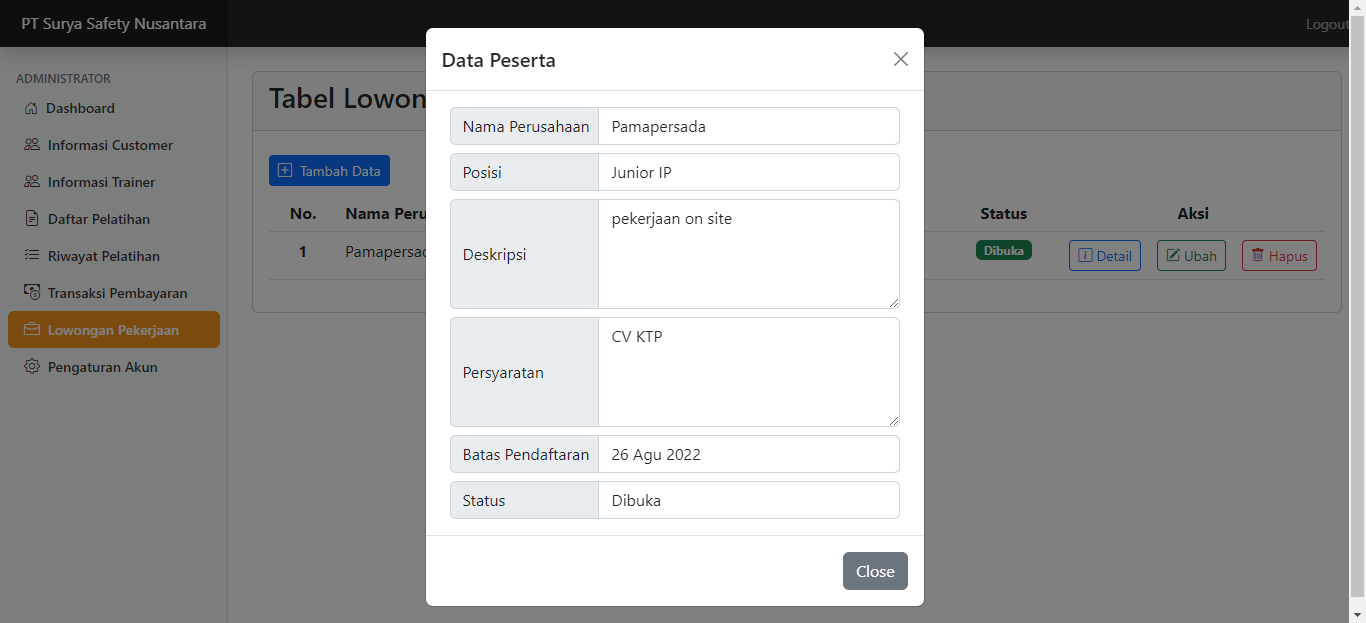 PT Surya Safety Nusantara
Logout
ADMINISTRATOR
Dashboard
Informasi Customer
Informasi Trainer
Daftar Pelatihan
Riwayat Pelatihan
Transaksi Pembayaran
Lowongan Pekerjaan
Pengaturan Akun
Tabel Lowon
Tambah Data
No. Nama Peru Status Aksi
1 Pamapersad Dibuka Detail Ubah Hapus
Data Peserta
Nama Perusahaan Pamapersada
Posisi Junior IP
Deskripsi pekerjaan on site
Persyaratan CV KTP
Batas Pendaftaran 26 Agu 2022
Status Dibuka
Close